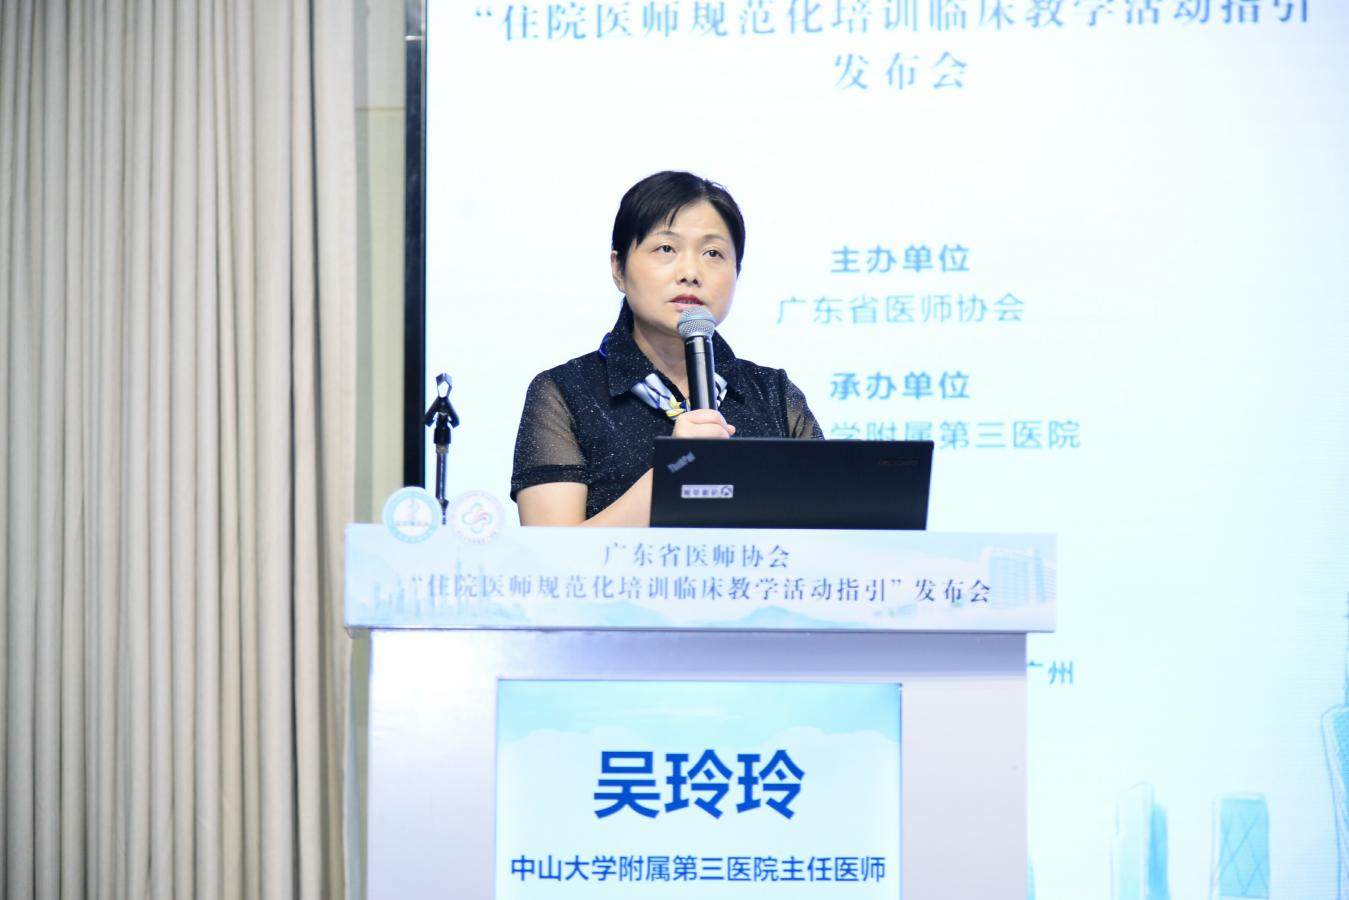 “住院医师规范化培训临床教学活动指引
发布会
主办单位
广东省医师协会
承办单位
学附属第三医院
ThinkPad
广东省医师协会
“住院医师规范化培训临床教学活动指引”发布会
广州
吴玲玲
中山大学附属第三医院主任医师